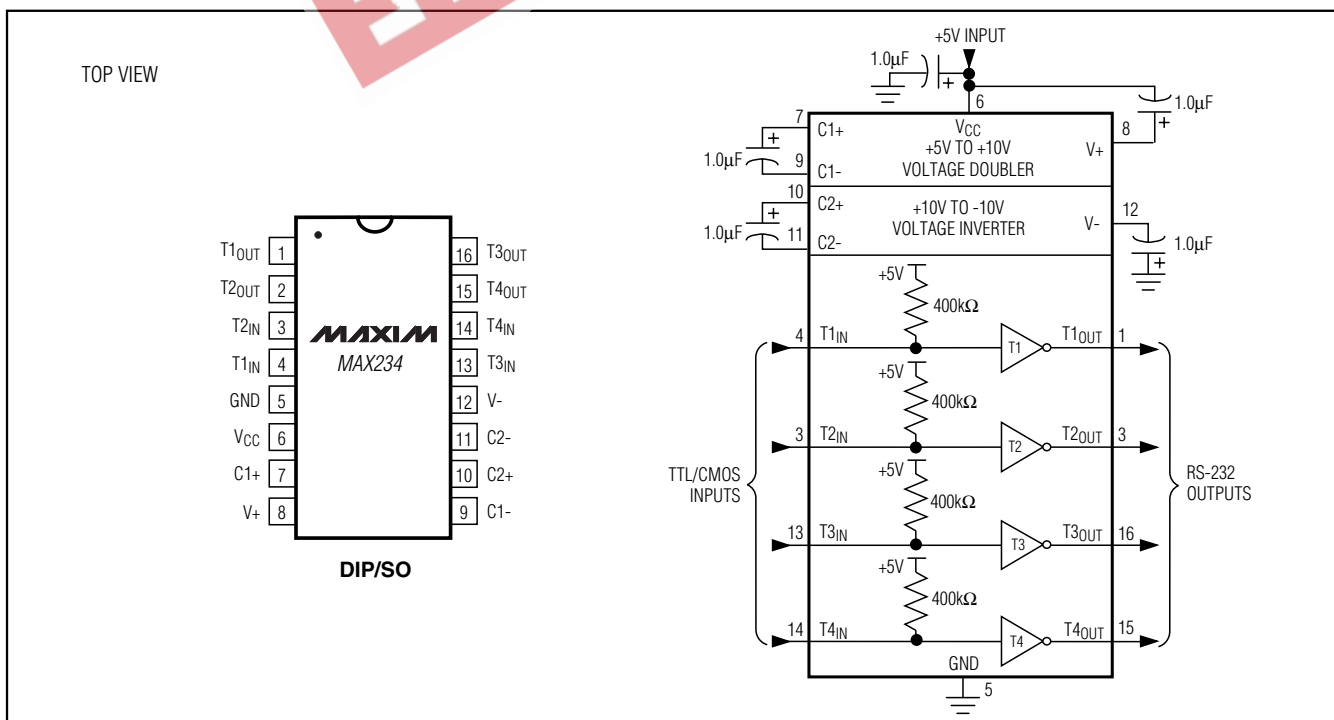 TOP VIEW
T1OUT 1
T2OUT 2
T2IN 3
T1IN 4
GND 5
VCC 6
C1+ 7
V+ 8
MAXIM
MAX234
16 T3OUT
15 T4OUT
14 T4IN
13 T3IN
12 V-
11 C2-
10 C2+
9 C1-
DIP/SO
+5V INPUT
1.0µF
+
6
1.0µF
+
7
C1+
VCC
+5V TO +10V
VOLTAGE DOUBLER
8
V+
+
1.0µF
9
C1-
10
C2+
+10V TO -10V
VOLTAGE INVERTER
12
V-
+
1.0µF
11
C2-
1.0µF
+
+5V
400kΩ
4
T1IN
T1
T1OUT
1
+5V
400kΩ
3
T2IN
T2
T2OUT
3
+5V
400kΩ
13
T3IN
T3
T3OUT
16
+5V
400kΩ
14
T4IN
T4
T4OUT
15
TTL/CMOS
INPUTS
RS-232
OUTPUTS
GND
5